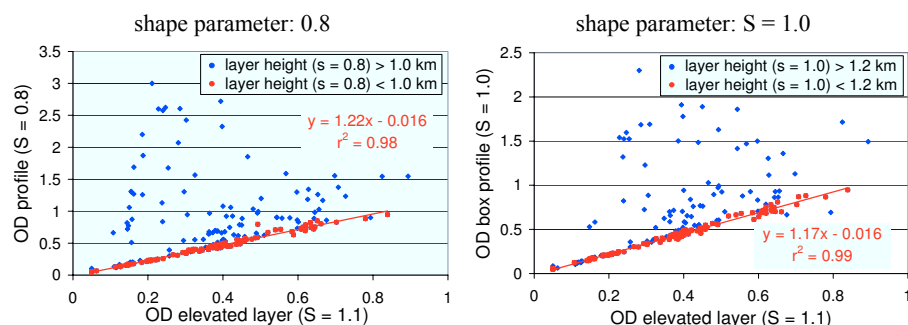 shape parameter: 0.8
3.5
3
2.5
2
1.5
1
0.5
0
OD profile (S = 0.8)
layer height (s = 0.8) > 1.0 km
layer height (s = 0.8) < 1.0 km
y = 1.22x - 0.016
r² = 0.98
0 0.2 0.4 0.6 0.8 1
OD elevated layer (S = 1.1)
shape parameter: S = 1.0
2.5
2
1.5
1
0.5
0
OD box profile (S = 1.0)
layer height (s = 1.0) > 1.2 km
layer height (s = 1.0) < 1.2 km
y = 1.17x - 0.016
r² = 0.99
0 0.2 0.4 0.6 0.8 1
OD elevated layer (S = 1.1)